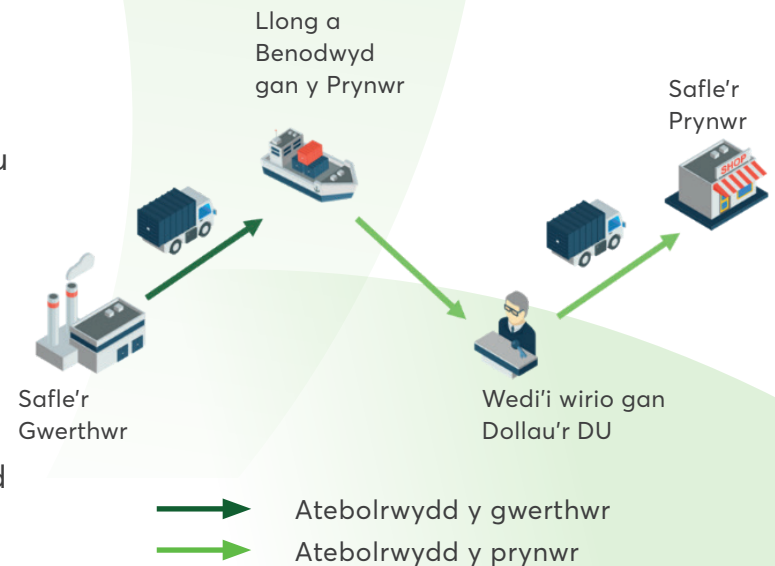 Llong a
Benodwyd
gan y Prynwr
Safle'r
Prynwr
SHOP
Safle'r
Gwerthwr
Wedi'i wirio gan
Dollau'r DU
Atebolrwydd y gwerthwr
Atebolrwydd y prynwr